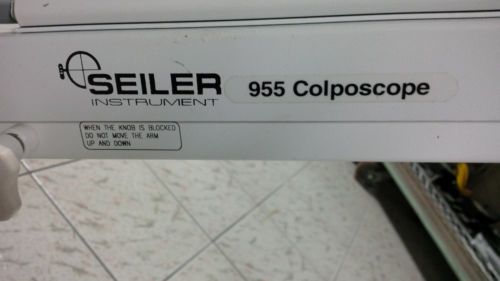 SEILER
INSTRUMENT
955 Colposcope
WHEN THE KNOB IS BLOCKED
DO NOT MOVE THE ARM
UP AND DOWN